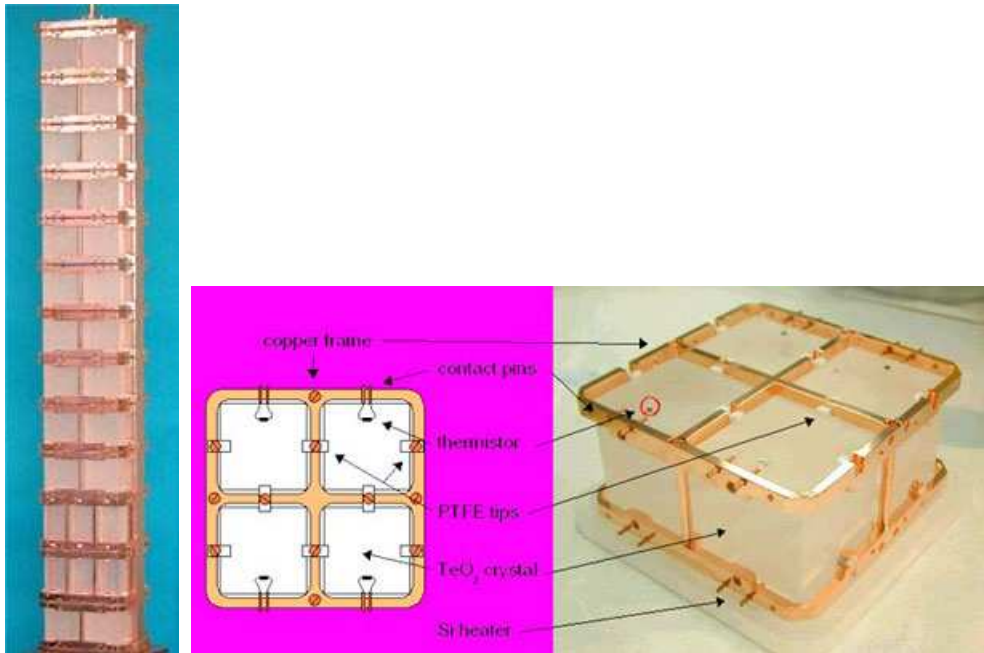 copper frame
contact pins
thermistor
PTFE tips
TeO₂ crystal
Si heater